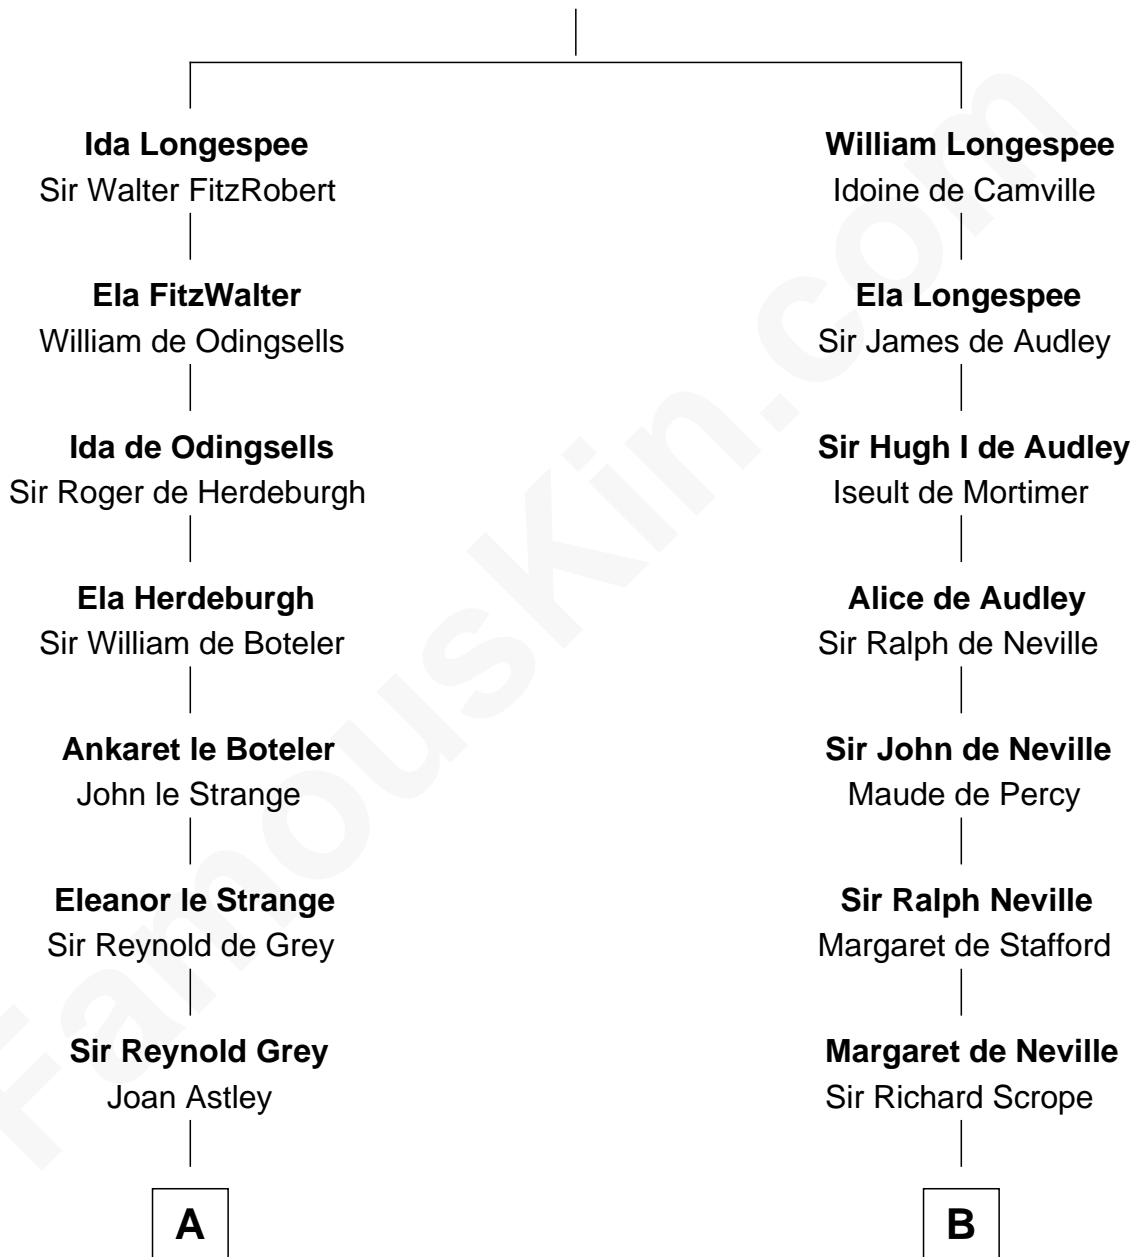 Ida Longespee
Sir Walter FitzRobert
Ela FitzWalter
William de Odingsells
Ida de Odingsells
Sir Roger de Herdeburgh
Ela Herdeburgh
Sir William de Boteler
Ankaret le Boteler
John le Strange
Eleanor le Strange
Sir Reynold de Grey
Sir Reynold Grey
Joan Astley
A
William Longespee
Idoine de Camville
Ela Longespee
Sir James de Audley
Sir Hugh I de Audley
Iseult de Mortimer
Alice de Audley
Sir Ralph de Neville
Sir John de Neville
Maude de Percy
Sir Ralph Neville
Margaret de Stafford
Margaret de Neville
Sir Richard Scrope
B
FamousKin.com